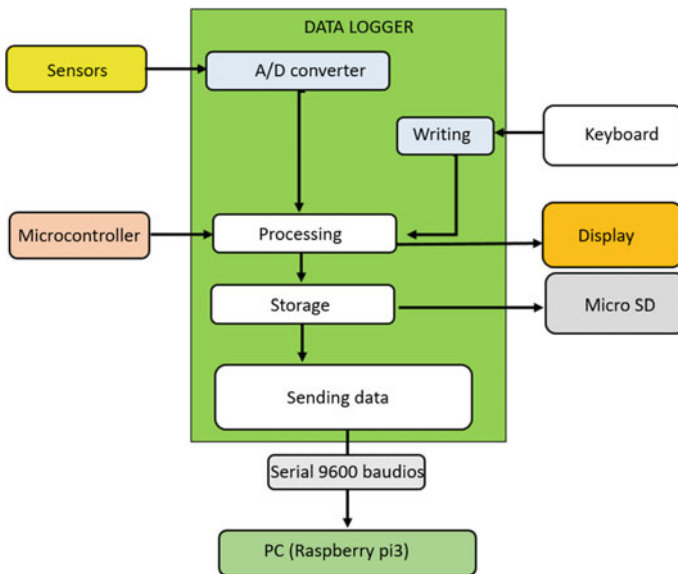 DATA LOGGER
Sensors
A/D converter
Writing
Keyboard
Microcontroller
Processing
Display
Storage
Micro SD
Sending data
Serial 9600 baudios
PC (Raspberry pi3)